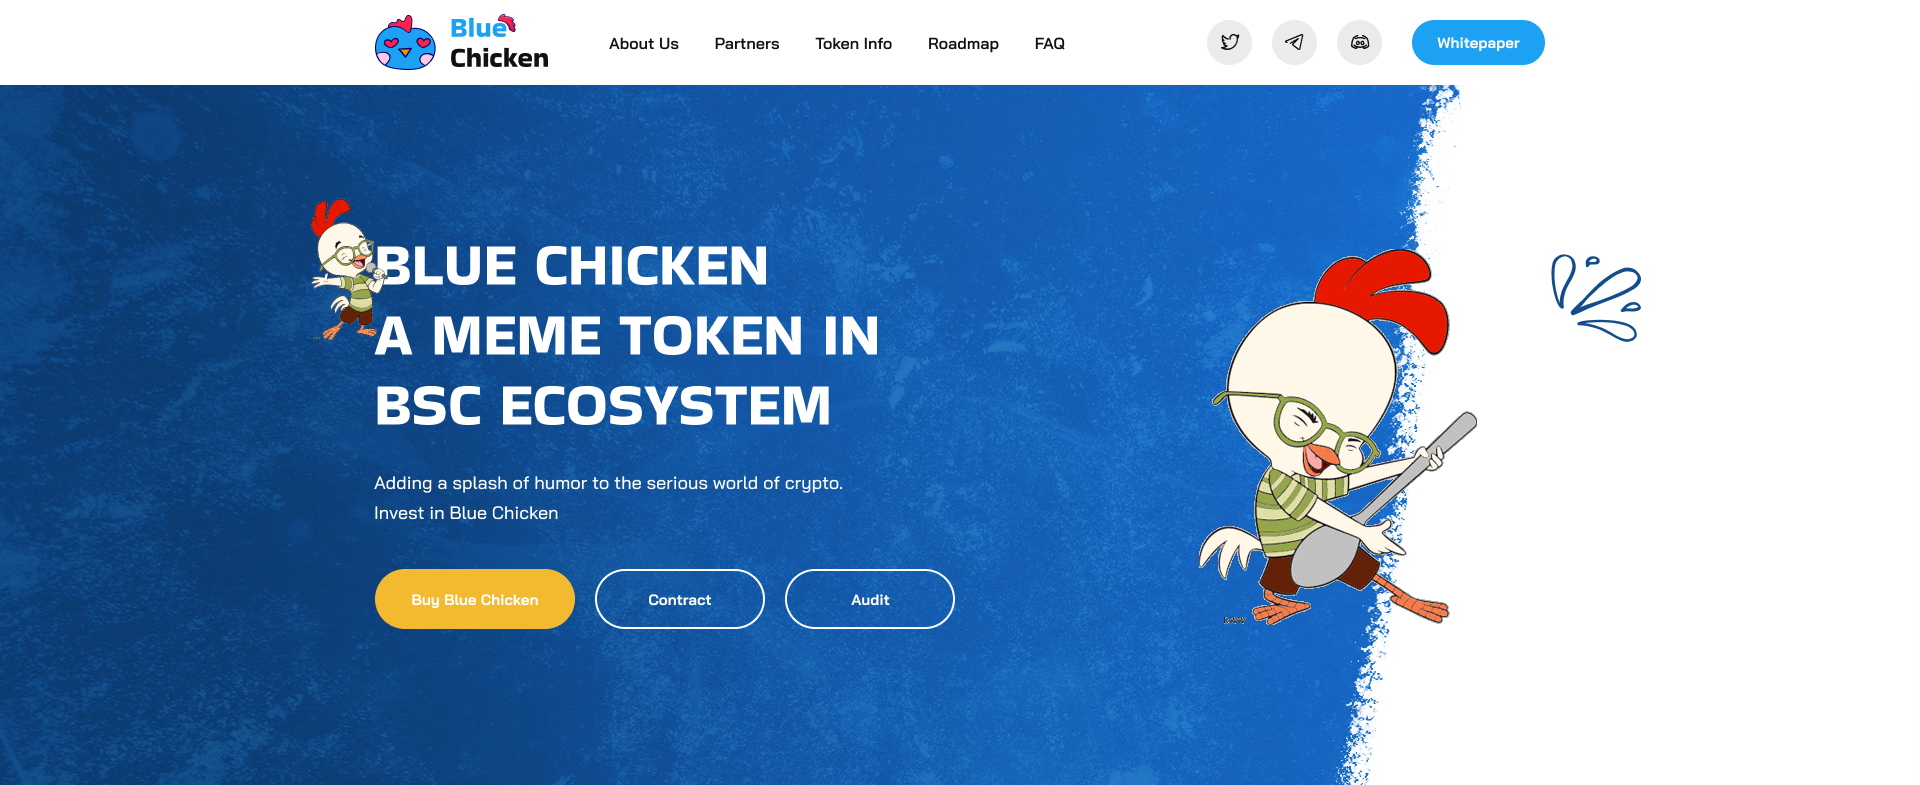 Blue
Chicken
About Us
Partners
Token Info
Roadmap
FAQ
Whitepaper
BLUE CHICKEN
A MEME TOKEN IN
BSC ECOSYSTEM
Adding a splash of humor to the serious world of crypto.
Invest in Blue Chicken
Buy Blue Chicken
Contract
Audit